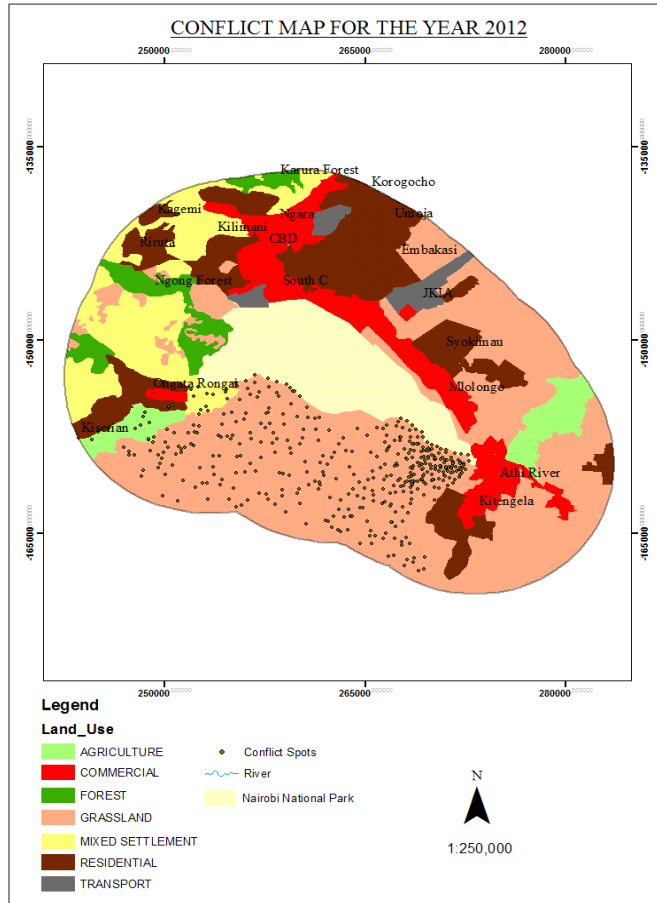 CONFLICT MAP FOR THE YEAR 2012
250000 265000 280000
-135000 -135000
Karura Forest
Korogocho
Kagemi
Ngara
Umoja
Kilimani
CBD
Riruta
Embakasi
Ngong Forest
South C
JKIA
-150000 -150000
Syokimau
Ongata Rongai
Mlolongo
Kiserian
Athi River
Kitengela
-165000 -165000
250000 265000 280000
Legend
Land_Use
AGRICULTURE
COMMERCIAL
FOREST
GRASSLAND
MIXED SETTLEMENT
RESIDENTIAL
TRANSPORT
Conflict Spots
River
Nairobi National Park
N
1:250,000